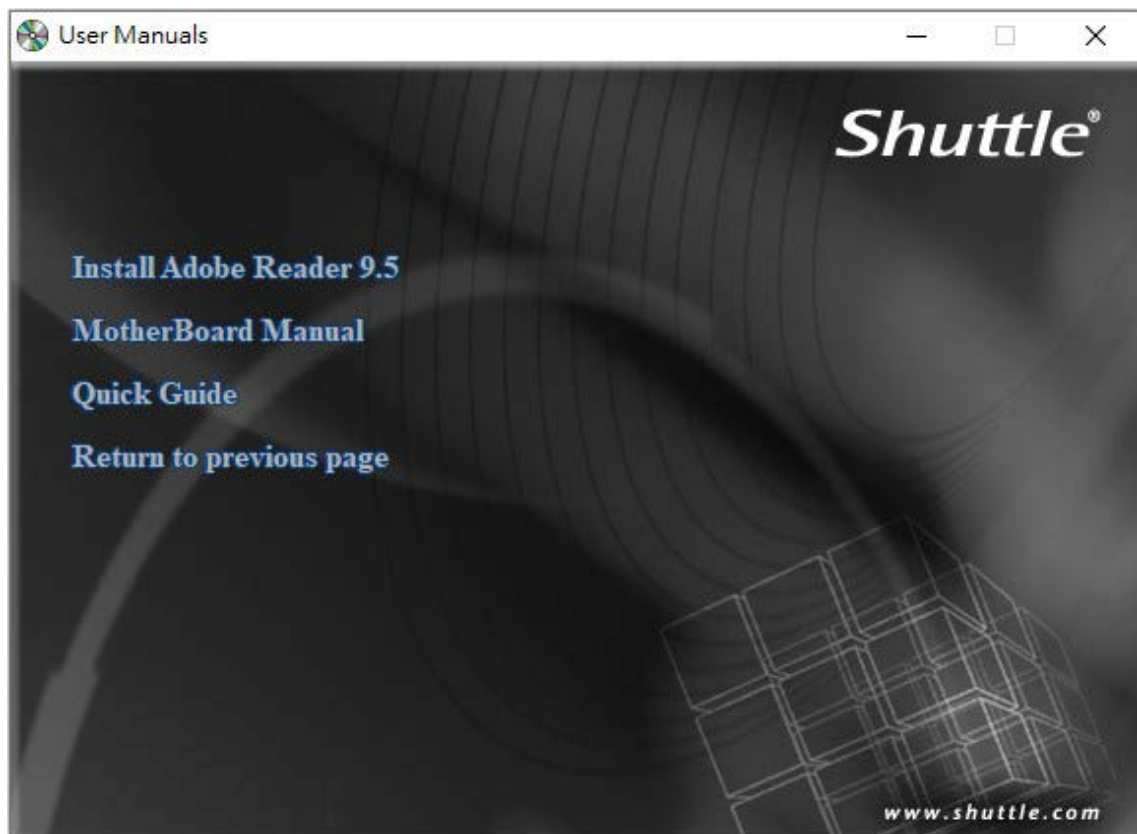 User Manuals
Shuttle®
Install Adobe Reader 9.5
MotherBoard Manual
Quick Guide
Return to previous page
www.shuttle.com